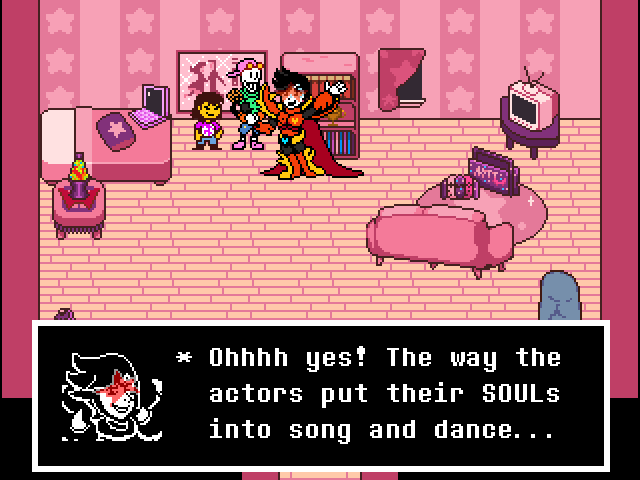 * Ohhhh yes! The way the
actors put their SOULs
into song and dance...